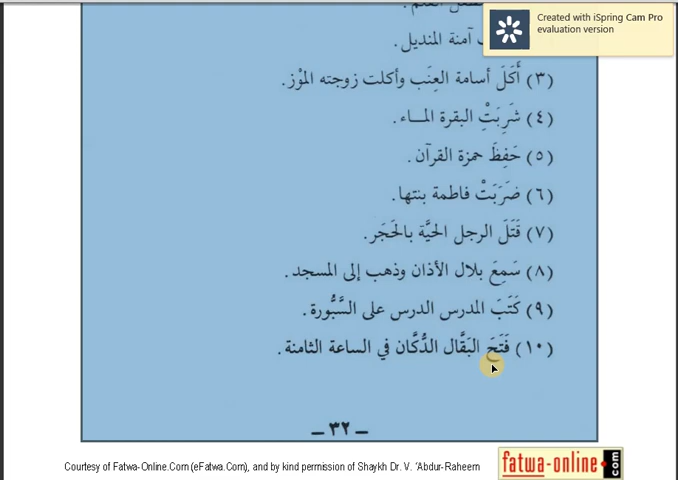 Created with iSpring Cam Pro
evaluation version
آمنة المنديل.
(٣) أَكَلَ أسامة العِنَب وأكلت زوجته الموْز.
(٤) شَرِبَتْ البقرة المـاء.
(٥) حَفِظَ حمزة القرآن.
(٦) ضَرَبَتْ فاطمة بنتها.
(٧) قَتَلَ الرجل الحَيَّة بالحَجَر.
(٨) سَمِعَ بلال الأذان وذهب إلى المسجد.
(٩) كَتَبَ المدرس الدرس على السَّبُّورة.
(١٠) فَتَحَ البَقَّال الدُّكَّان في الساعة الثامنة.
– ٣٢ –
Courtesy of Fatwa-Online.Com (eFatwa.Com), and by kind permission of Shaykh Dr. V. 'Abdur-Raheem
fatwa-online.com